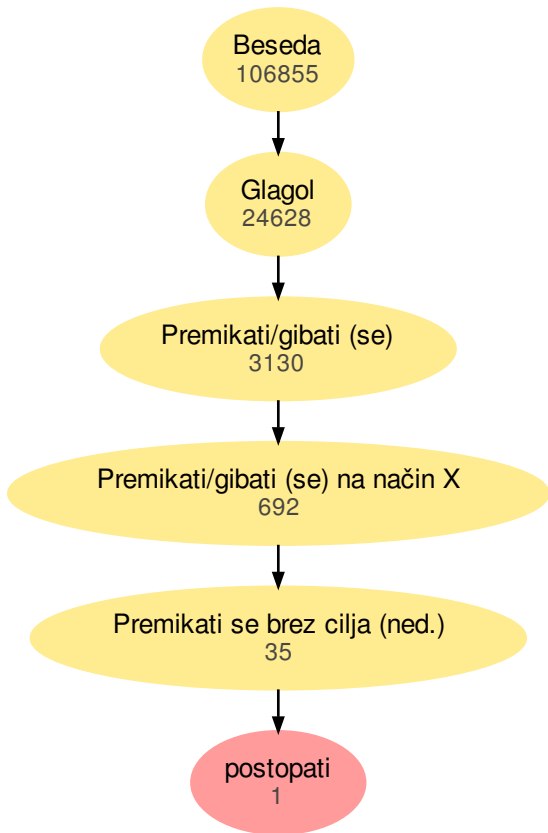 Beseda
106855
Glagol
24628
Premikati/gibati (se)
3130
Premikati/gibati (se) na način X
692
Premikati se brez cilja (ned.)
35
postopati
1